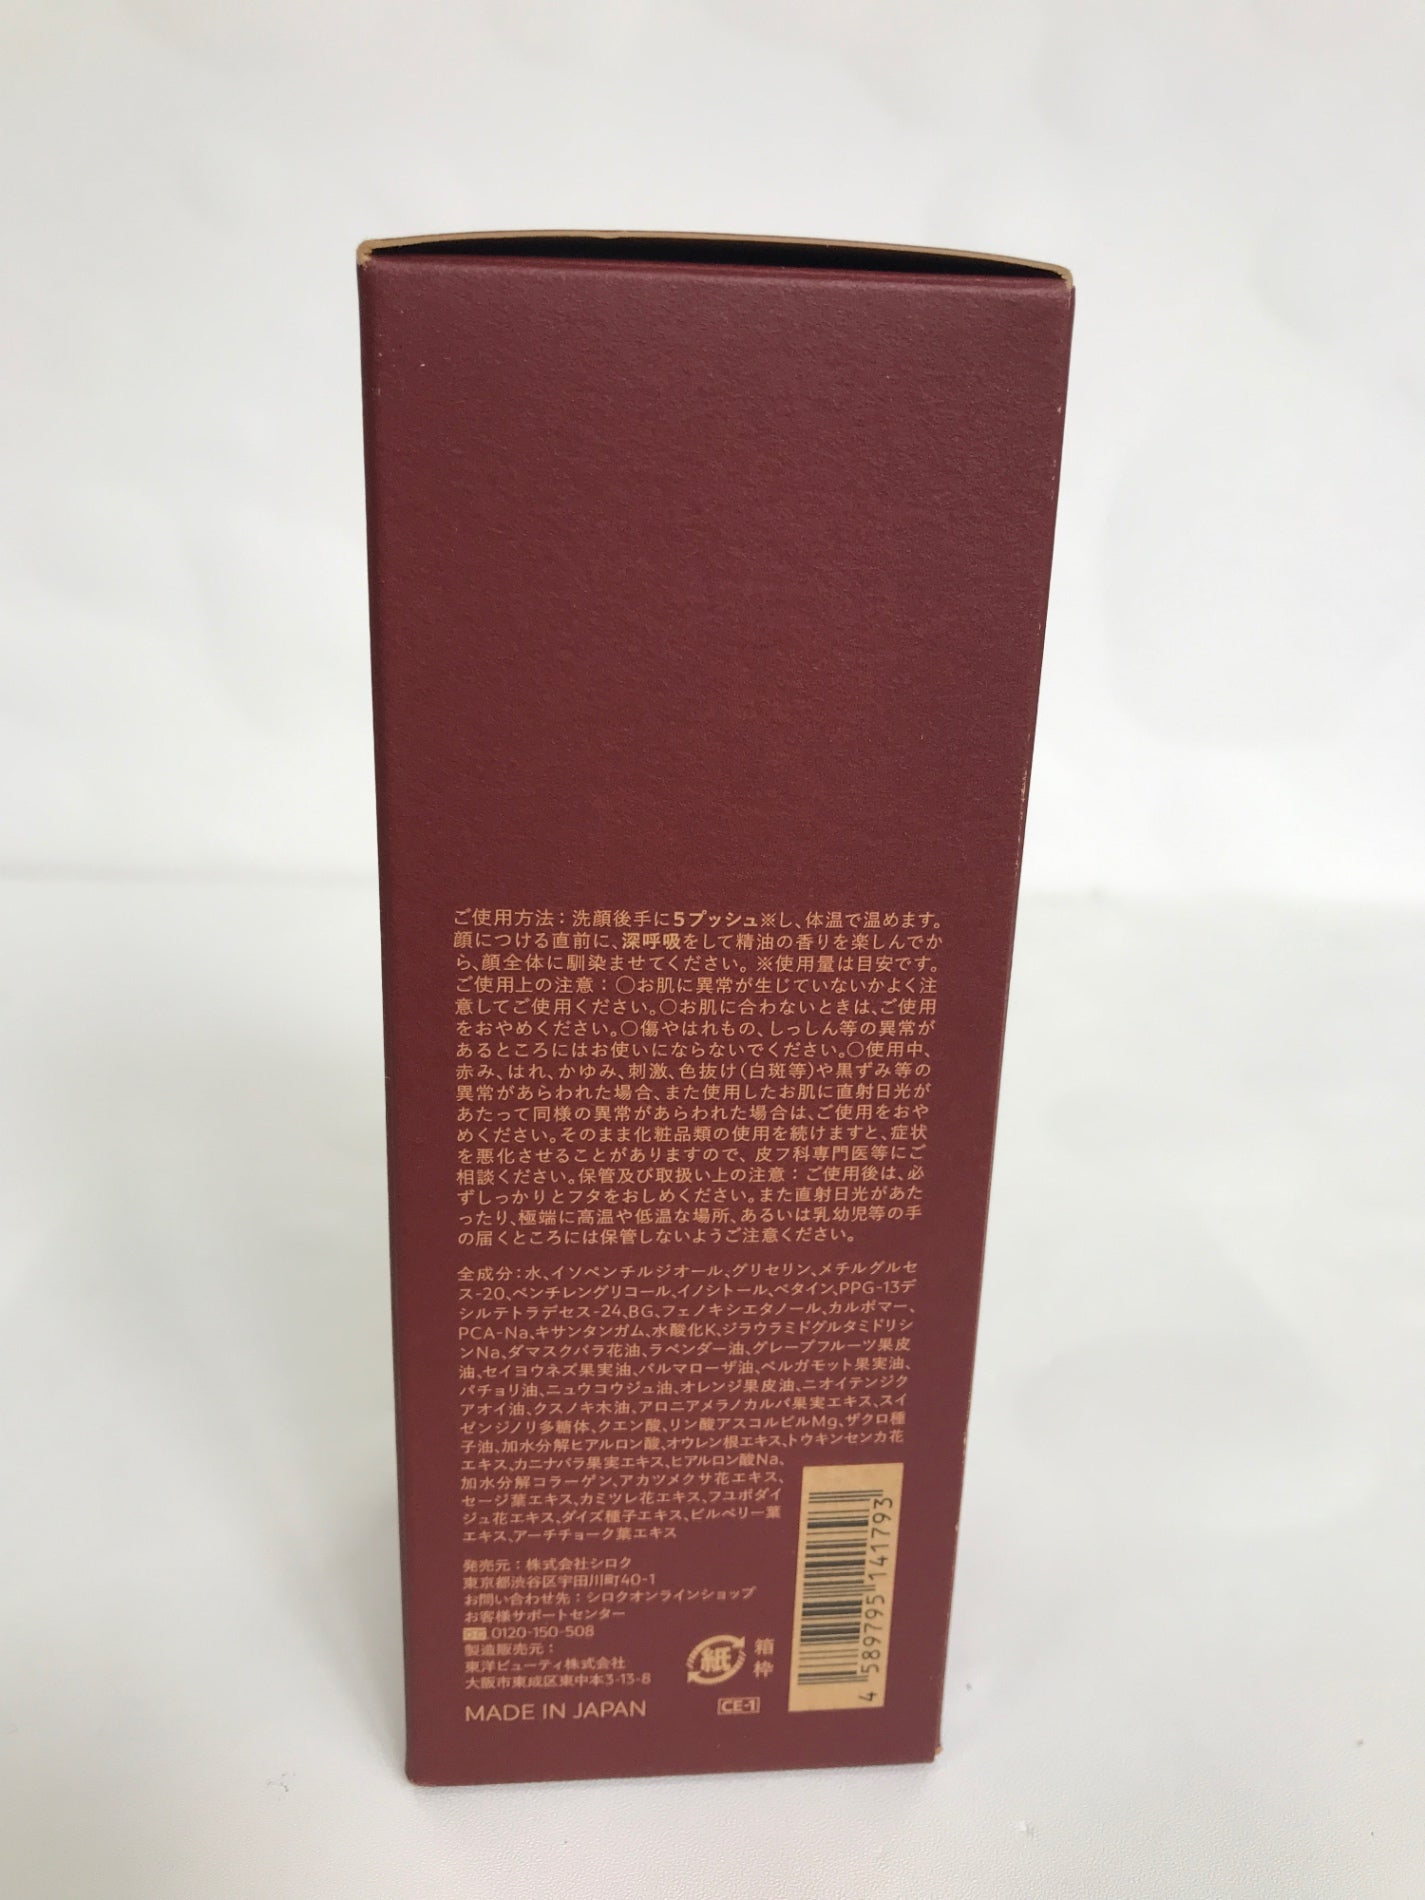 ご使用方法：洗顔後手に5プッシュ※し、体温で温めます。
顔につける直前に、深呼吸をして精油の香りを楽しんでか
ら、顔全体に馴染ませてください。※使用量は目安です。
ご使用上の注意：〇お肌に異常が生じていないかよく注
意してご使用ください。〇お肌に合わないときは、ご使用
をおやめください。〇傷やはれもの、しっしん等の異常が
あるところにはお使いにならないでください。〇使用中、
赤み、はれ、かゆみ、刺激、色抜け(白斑等)や黒ずみ等の
異常があらわれた場合、また使用したお肌に直射日光が
あたって同様の異常があらわれた場合は、ご使用をおや
めください。そのまま化粧品類の使用を続けますと、症状
を悪化させることがありますので、皮フ科専門医等にご
相談ください。保管及び取扱い上の注意：ご使用後は、必
ずしっかりとフタをおしめください。また直射日光があた
ったり、極端に高温や低温な場所、あるいは乳幼児等の手
の届くところには保管しないようご注意ください。
全成分：水、イソペンチルジオール、グリセリン、メチルグルセ
ス-20、ペンチレングリコール、イノシトール、ベタイン、PPG-13デ
シルテトラデセス-24、BG、フェノキシエタノール、カルボマー、
PCA-Na、キサンタンガム、水酸化K、ジラウラミドグルタミドリシ
ンNa、ダマスクバラ花油、ラベンダー油、グレープフルーツ果皮
油、セイヨウネズ果実油、パルマローザ油、ベルガモット果実油、
パチョリ油、ニュウコウジュ油、オレンジ果皮油、ニオイテンジク
アオイ油、クスノキ木油、アロニアメラノカルパ果実エキス、スイ
ゼンジノリ多糖体、クエン酸、リン酸アスコルビルMg、ザクロ種
子油、加水分解ヒアルロン酸、オウレン根エキス、トウキンセンカ花
エキス、カニナバラ果実エキス、ヒアルロン酸Na、
加水分解コラーゲン、アカツメクサ花エキス、
セージ葉エキス、カミツレ花エキス、フユボダイ
ジュ花エキス、ダイズ種子エキス、ビルベリー葉
エキス、アーチチョーク葉エキス
発売元：株式会社シロク
東京都渋谷区宇田川町40-1
お問い合わせ先：シロクオンラインショップ
お客様サポートセンター
0120-150-508
製造販売元：
東洋ビューティ株式会社
大阪市東成区東中本3-13-8
MADE IN JAPAN
紙
箱
枠
CE-1
4 589795 141793